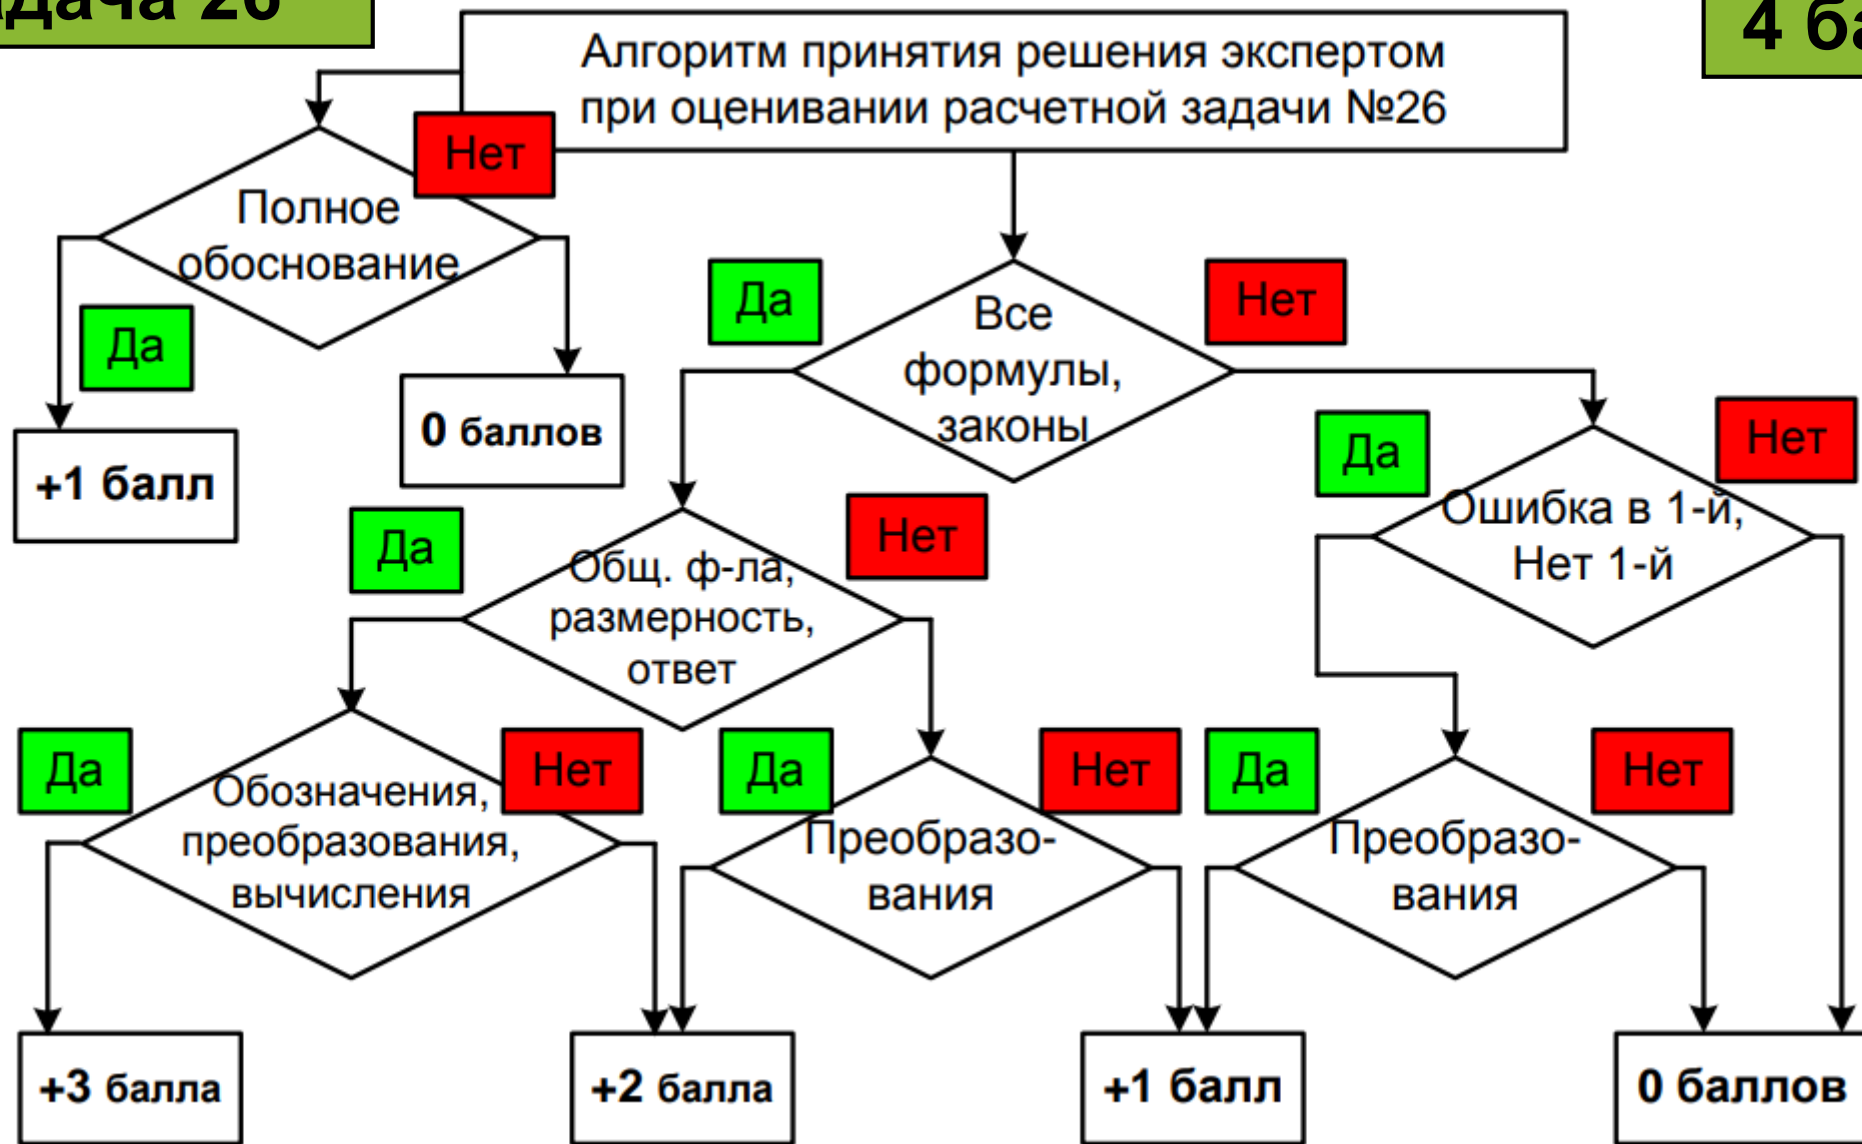 задача 26
4 ба
Алгоритм принятия решения экспертом
при оценивании расчетной задачи №26
Нет
Полное
обоснование
Да
+1 балл
0 баллов
Да
Все
формулы,
законы
Нет
Да
Ошибка в 1-й,
Нет 1-й
Нет
Да
Общ. ф-ла,
размерность,
ответ
Нет
Да
Обозначения,
преобразования,
вычисления
Нет
Да
Преобразо-
вания
Нет
Да
Преобразо-
вания
Нет
+3 балла
+2 балла
+1 балл
0 баллов